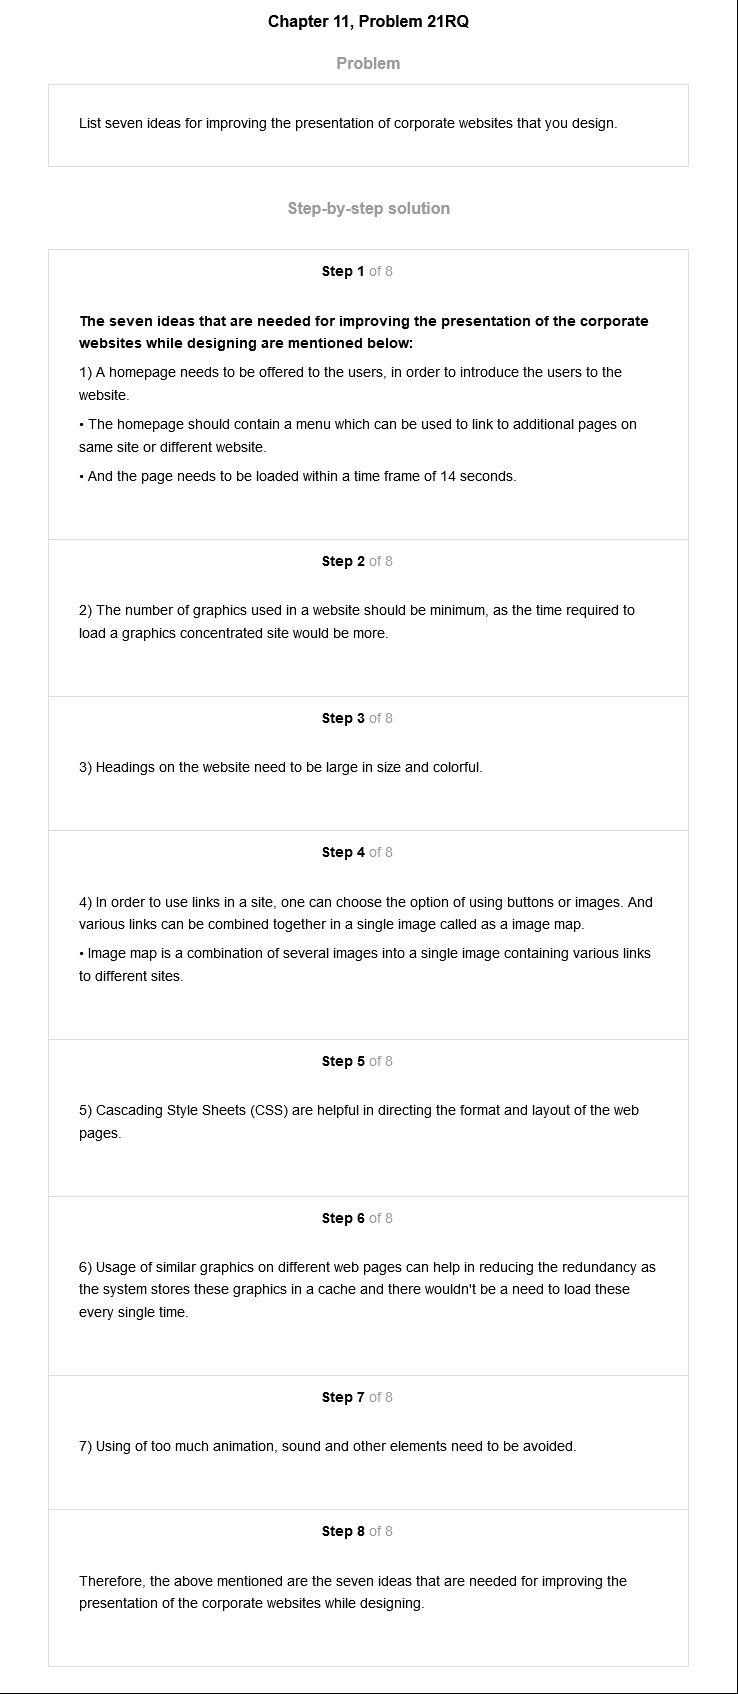 Chapter 11, Problem 21RQ
Problem
List seven ideas for improving the presentation of corporate websites that you design.
Step-by-step solution
Step 1 of 8
The seven ideas that are needed for improving the presentation of the corporate
websites while designing are mentioned below:
1) A homepage needs to be offered to the users, in order to introduce the users to the
website.
• The homepage should contain a menu which can be used to link to additional pages on
same site or different website.
• And the page needs to be loaded within a time frame of 14 seconds.
Step 2 of 8
2) The number of graphics used in a website should be minimum, as the time required to
load a graphics concentrated site would be more.
Step 3 of 8
3) Headings on the website need to be large in size and colorful.
Step 4 of 8
4) In order to use links in a site, one can choose the option of using buttons or images. And
various links can be combined together in a single image called as a image map.
• Image map is a combination of several images into a single image containing various links
to different sites.
Step 5 of 8
5) Cascading Style Sheets (CSS) are helpful in directing the format and layout of the web
pages.
Step 6 of 8
6) Usage of similar graphics on different web pages can help in reducing the redundancy as
the system stores these graphics in a cache and there wouldn't be a need to load these
every single time.
Step 7 of 8
7) Using of too much animation, sound and other elements need to be avoided.
Step 8 of 8
Therefore, the above mentioned are the seven ideas that are needed for improving the
presentation of the corporate websites while designing.